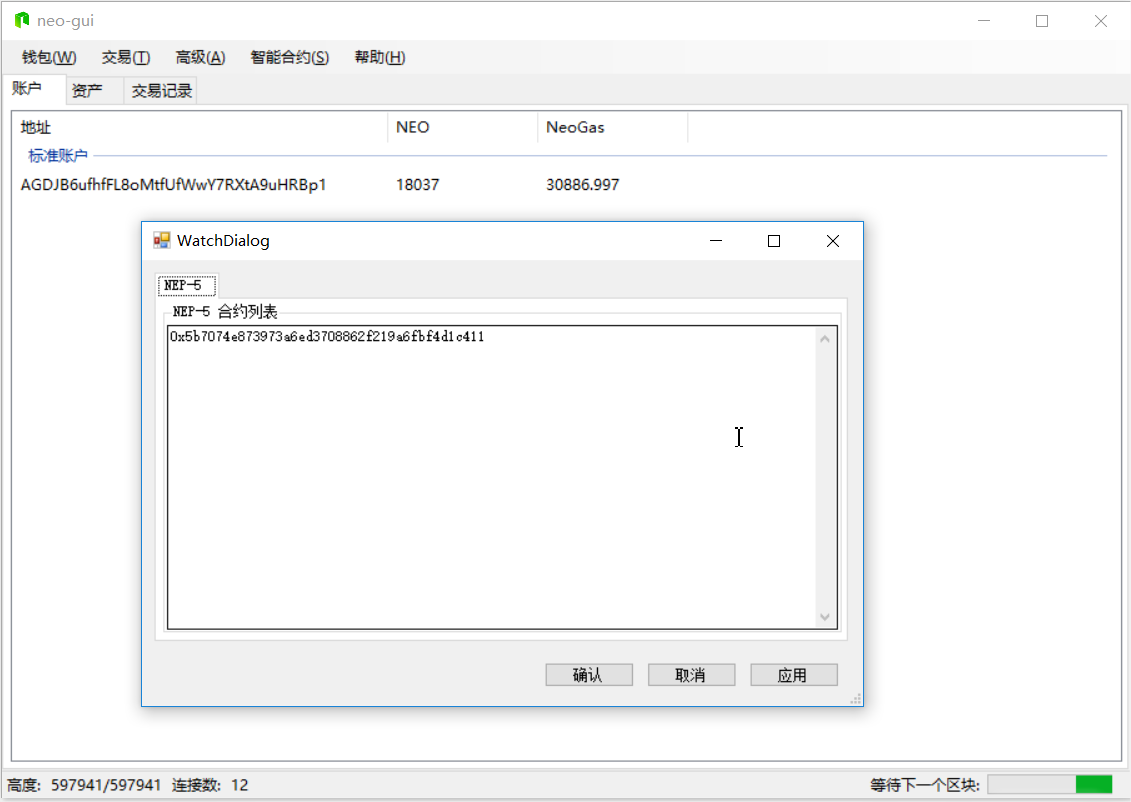 neo-gui
钱包(W) 交易(T) 高级(A) 智能合约(S) 帮助(H)
账户 资产 交易记录
地址 NEO NeoGas
标准账户
AGDJB6ufhfFL8oMtfUfWwY7RXtA9uHRBp1 18037 30886.997
WatchDialog
NEP-5
NEP-5 合约列表
0x5b7074e873973a6ed3708862f219a6fbf4d1c411
确认 取消 应用
高度: 597941/597941 连接数: 12 等待下一个区块: